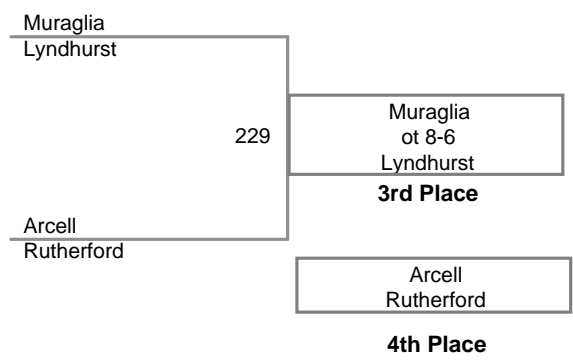 Muraglia
Lyndhurst
229
Muraglia
ot 8-6
Lyndhurst
3rd Place
Arcell
Rutherford
Arcell
Rutherford
4th Place